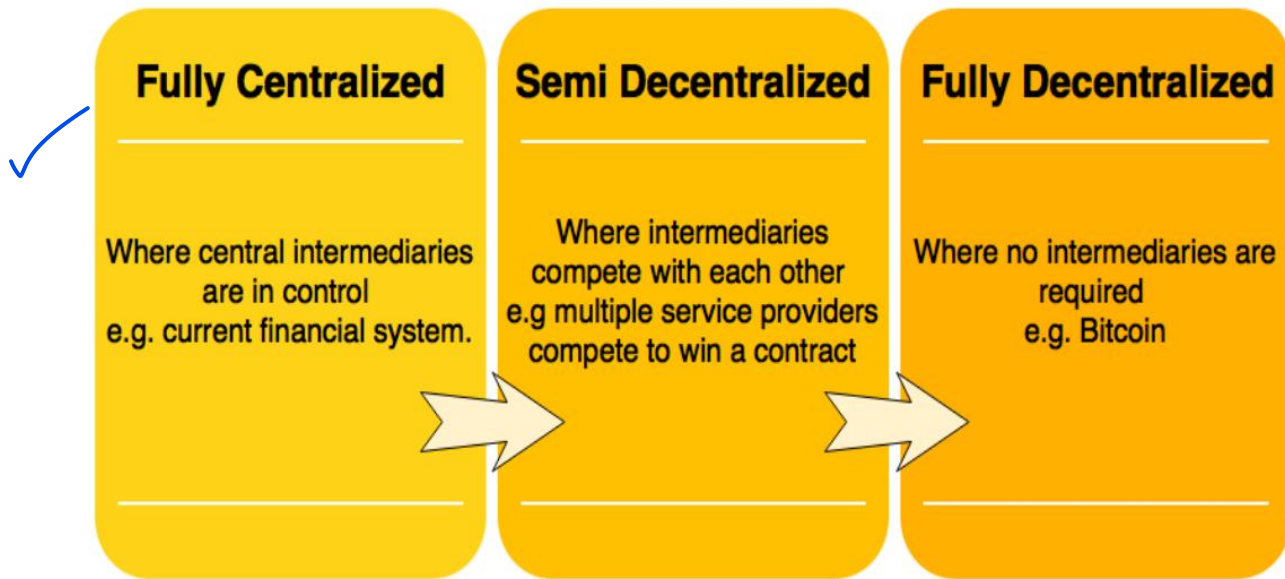 Fully Centralized
Where central intermediaries
are in control
e.g. current financial system.
Semi Decentralized
Where intermediaries
compete with each other
e.g multiple service providers
compete to win a contract
Fully Decentralized
Where no intermediaries are
required
e.g. Bitcoin